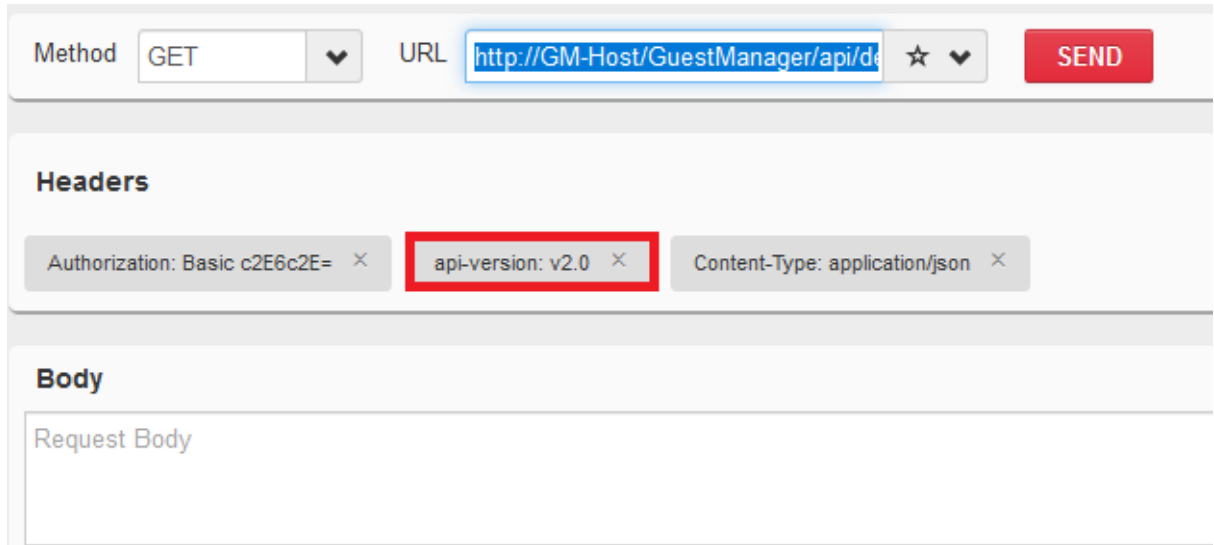 Method GET URL http://GM-Host/GuestManager/api/de SEND
Headers
Authorization: Basic c2E6c2E= × api-version: v2.0 × Content-Type: application/json ×
Body
Request Body